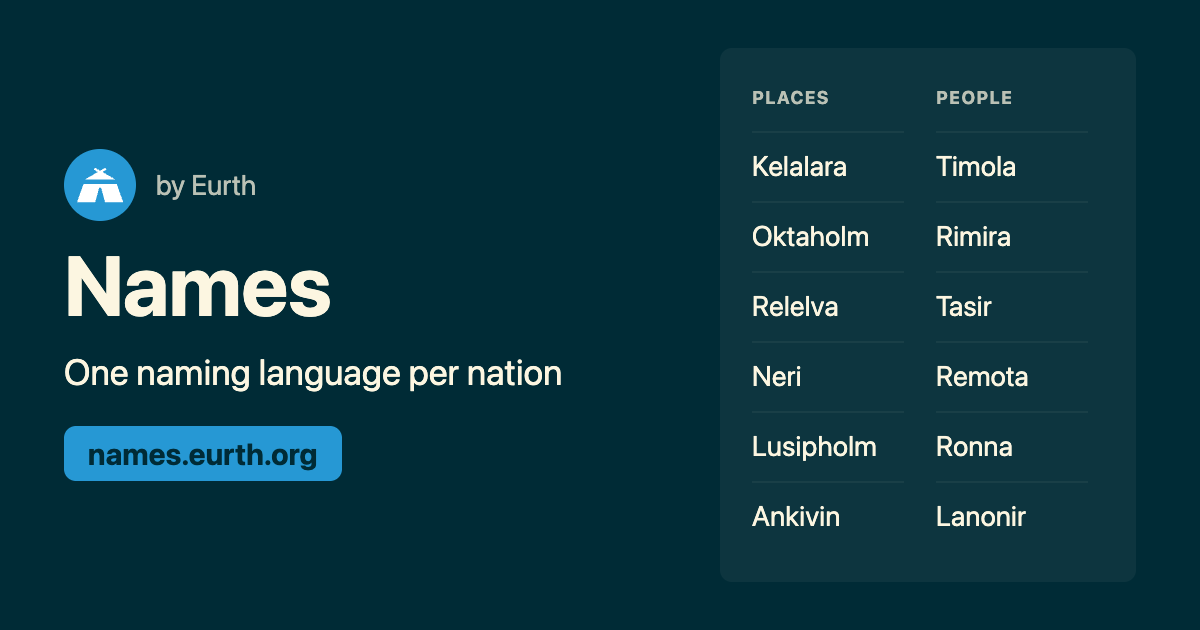 by Eurth
Names
One naming language per nation
names.eurth.org
PLACES PEOPLE
Kelalara Timola
Oktaholm Rimira
Relelva Tasir
Neri Remota
Lusipholm Ronna
Ankivin Lanonir